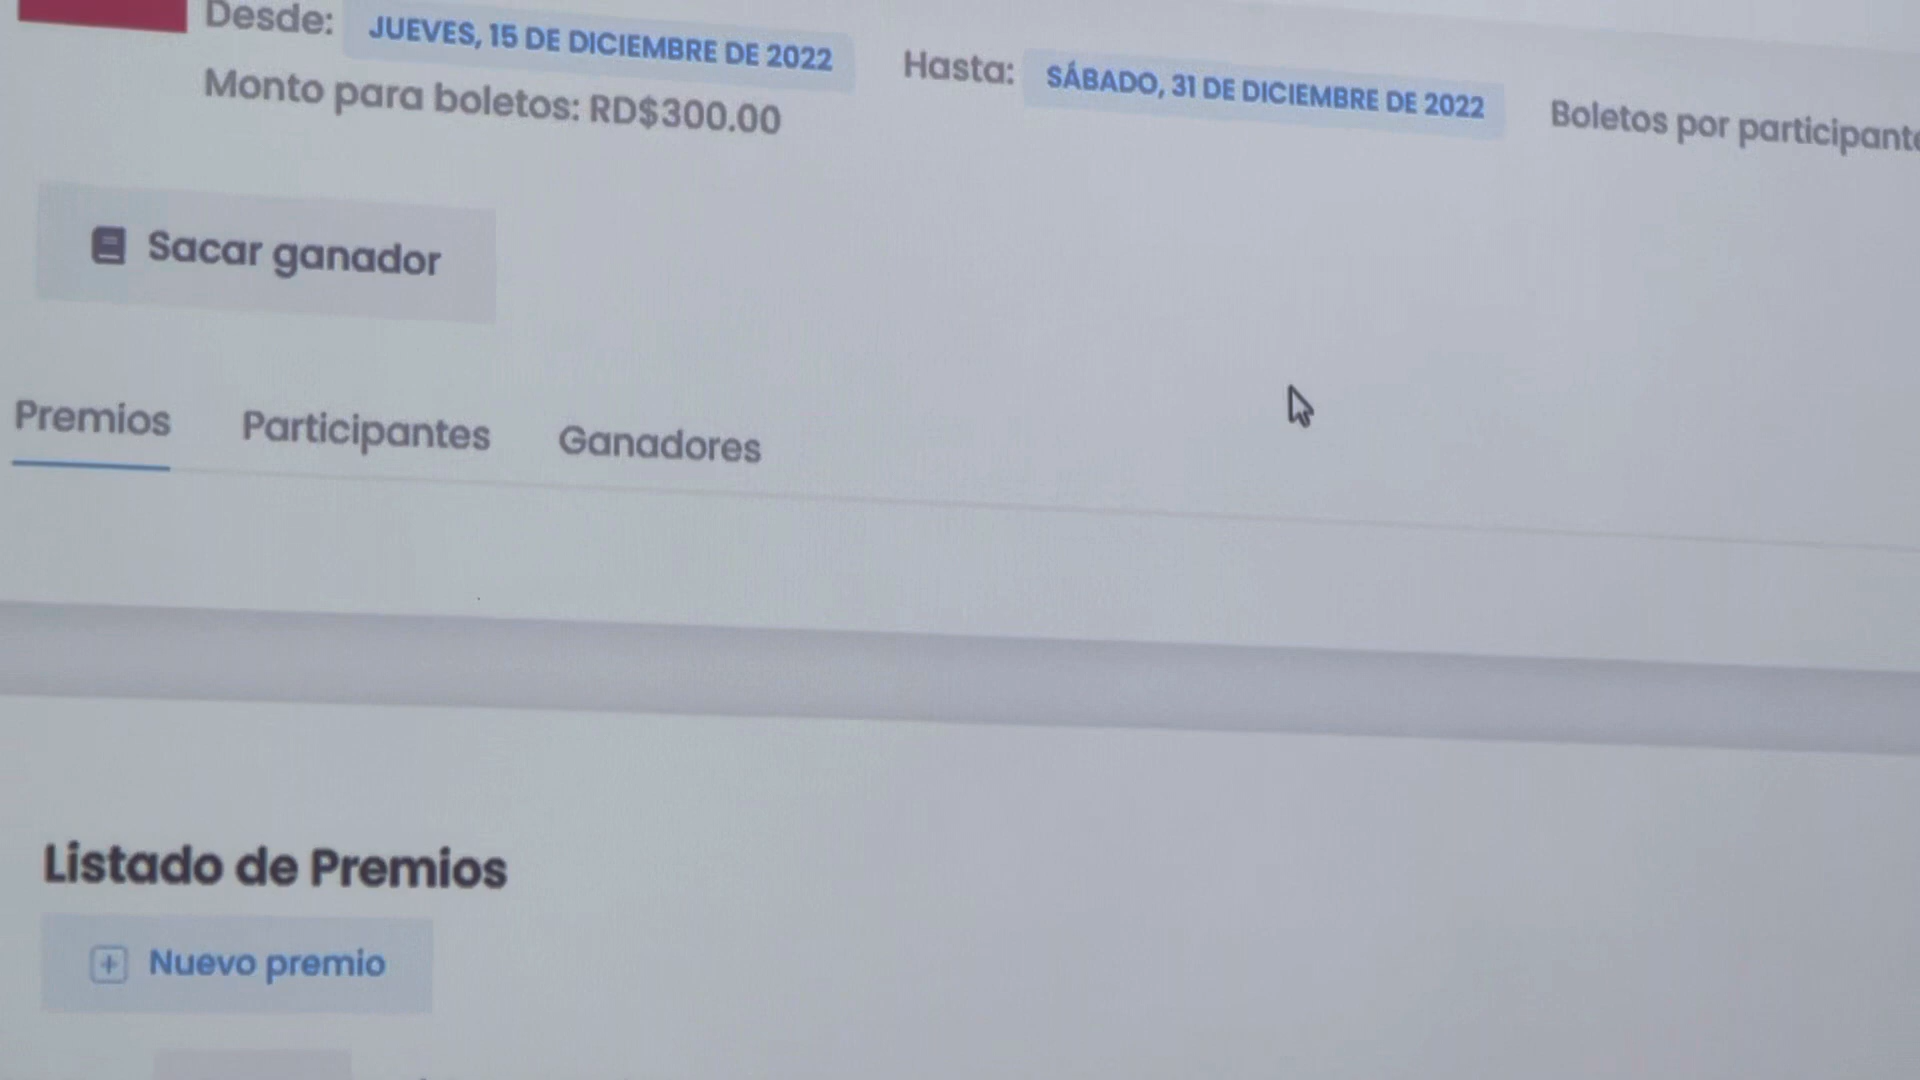 Desde: JUEVES, 15 DE DICIEMBRE DE 2022 Hasta: SÁBADO, 31 DE DICIEMBRE DE 2022 Boletos por participante
Monto para boletos: RD$300.00
Sacar ganador
Premios Participantes Ganadores
Listado de Premios
Nuevo premio